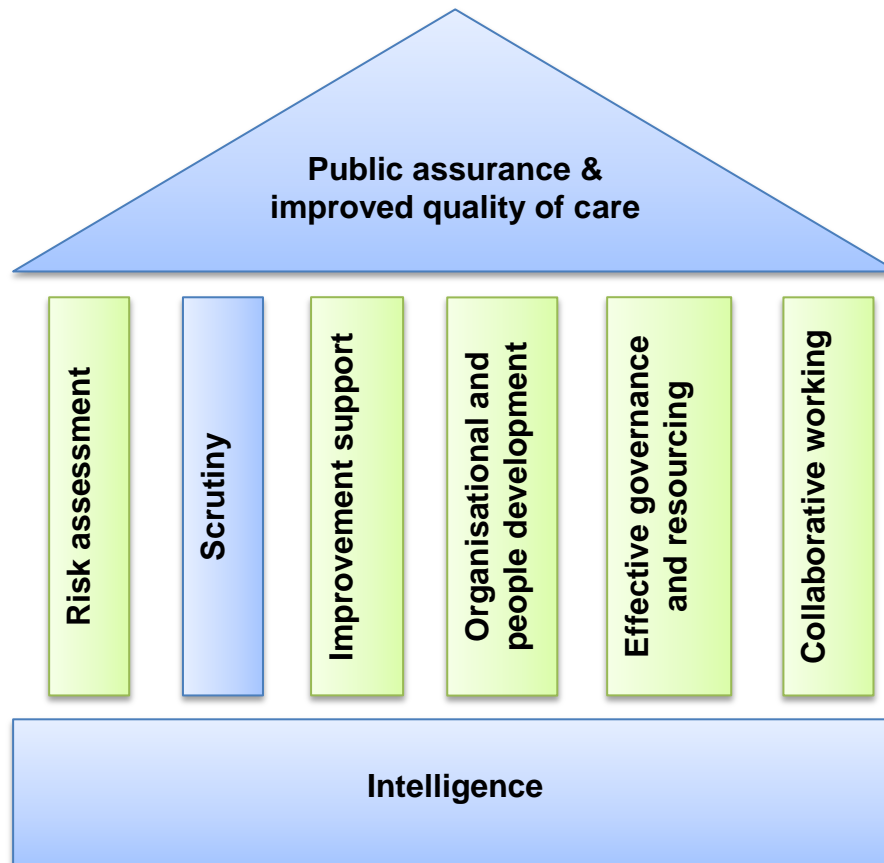 Public assurance &
improved quality of care
Risk assessment
Scrutiny
Improvement support
Organisational and
people development
Effective governance
and resourcing
Collaborative working
Intelligence